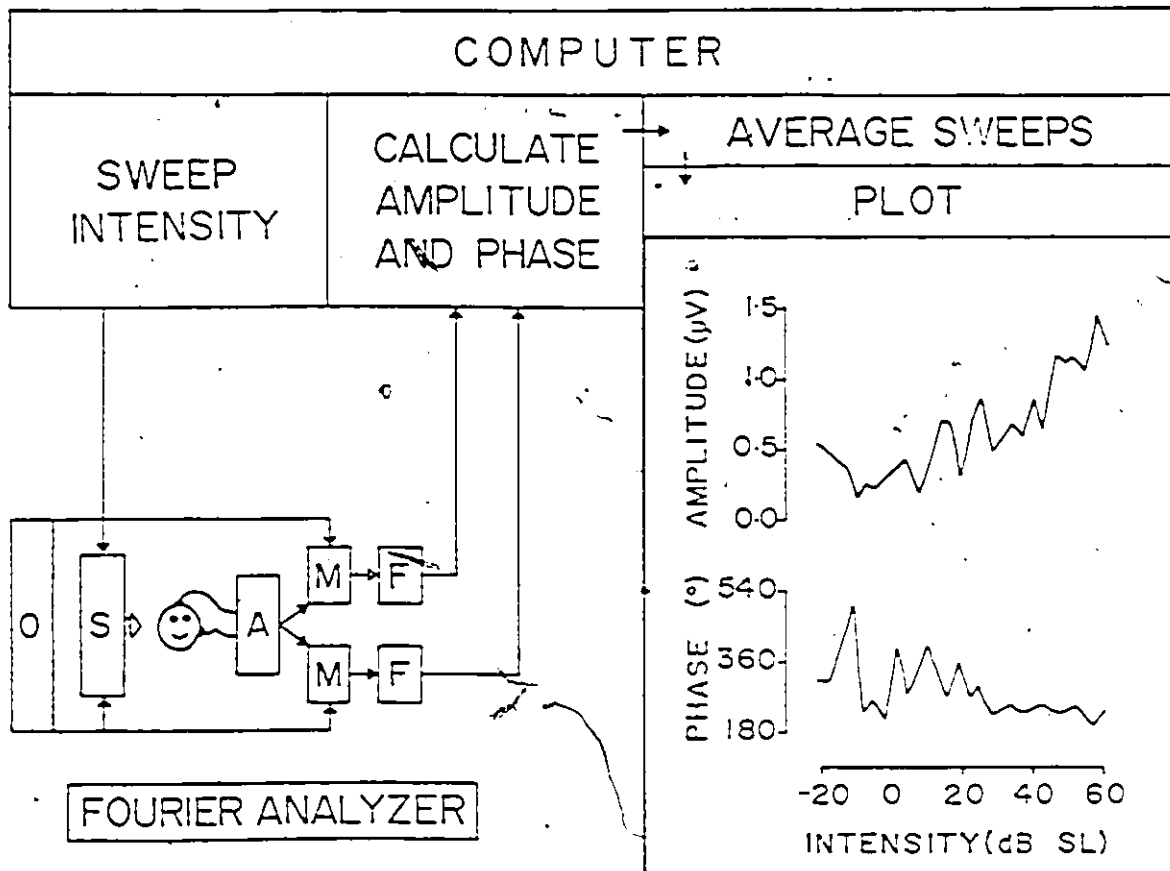 COMPUTER
SWEEP
INTENSITY
CALCULATE
AMPLITUDE
AND PHASE
AVERAGE SWEEPS
PLOT
AMPLITUDE (μV)
1.5
1.0
0.5
0.0
PHASE (°)
540
360
180
-20 0 20 40 60
INTENSITY (dB SL)
O
S
A
M
F
M
F
FOURIER ANALYZER